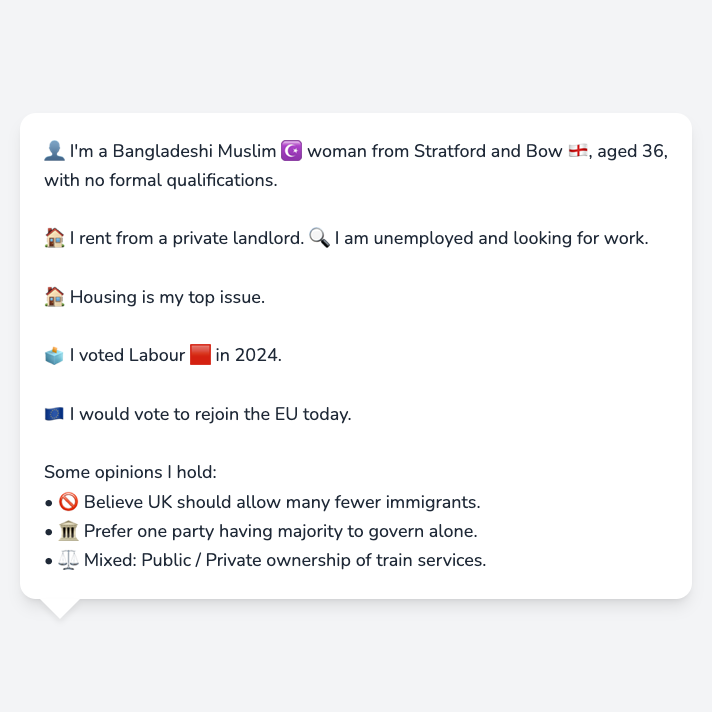 👤 I'm a Bangladeshi Muslim ☪️ woman from Stratford and Bow 🏴󠁧󠁢󠁥󠁮󠁧󠁿, aged 36,
with no formal qualifications.
🏠 I rent from a private landlord. 🔍 I am unemployed and looking for work.
🏠 Housing is my top issue.
🗳️ I voted Labour 🟥 in 2024.
🇪🇺 I would vote to rejoin the EU today.
Some opinions I hold:
• 🚫 Believe UK should allow many fewer immigrants.
• 🏛️ Prefer one party having majority to govern alone.
• ⚖️ Mixed: Public / Private ownership of train services.